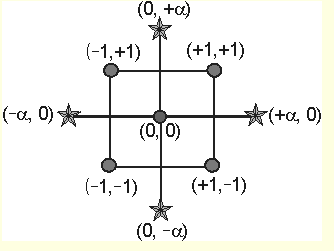 (0, +α)
(-1,+1) (+1,+1)
(-α, 0) (+α, 0)
(0, 0)
(-1,-1) (+1,-1)
(0, -α)